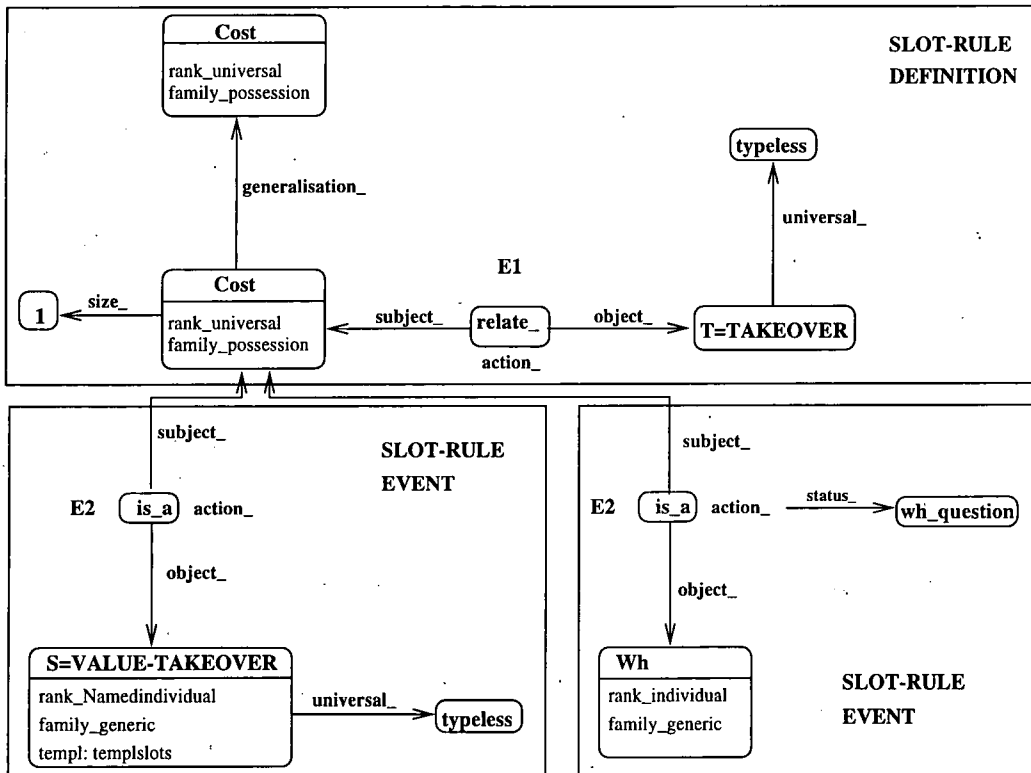 Cost
rank_universal
family_possession
SLOT-RULE
DEFINITION
typeless
generalisation_
universal_
E1
Cost
rank_universal
family_possession
1
size_
subject_
relate_
object_
action_
T=TAKEOVER
subject_
SLOT-RULE
EVENT
E2
is_a
action_
object_
S=VALUE-TAKEOVER
rank_Namedindividual
family_generic
templ: templslots
universal_
typeless
subject_
E2
is_a
action_
status_
wh_question
object_
Wh
rank_individual
family_generic
SLOT-RULE
EVENT